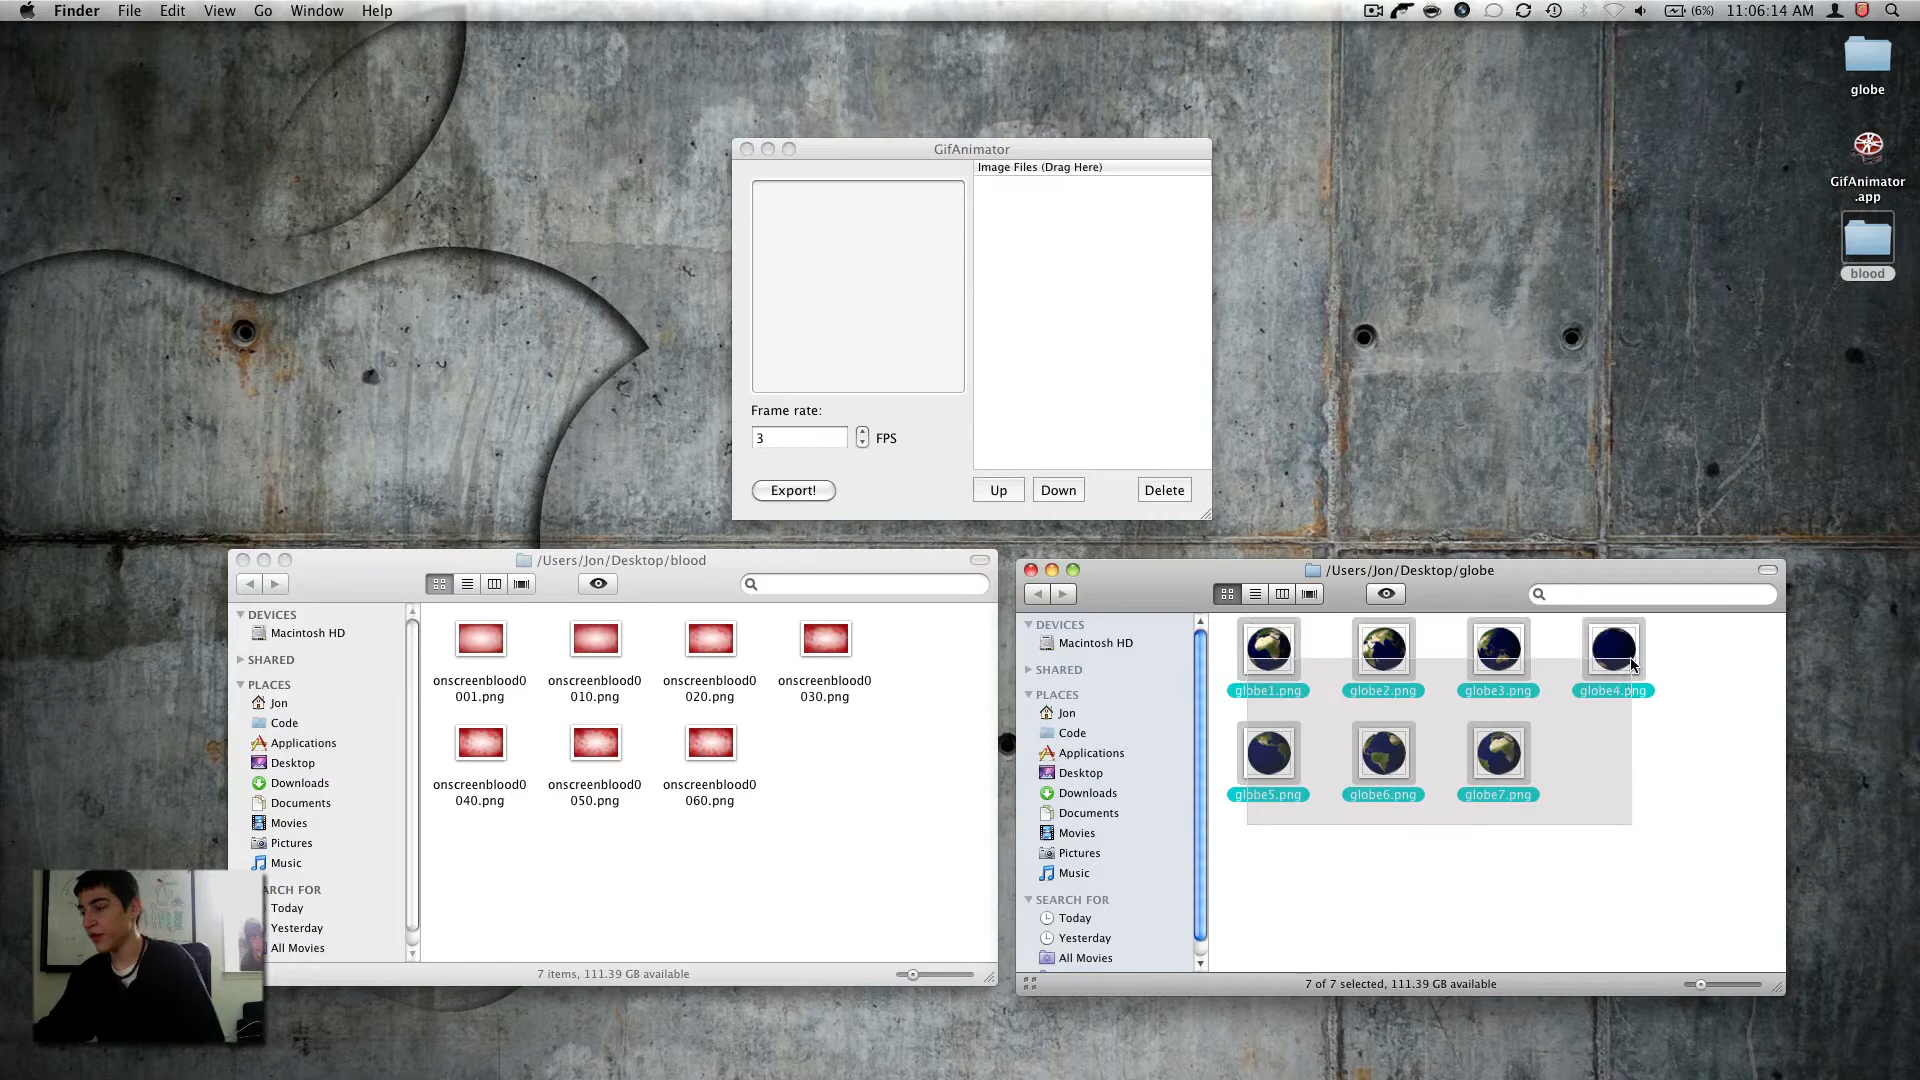 Finder File Edit View Go Window Help
(6%) 11:06:14 AM
globe
GifAnimator
.app
blood
GifAnimator
Image Files (Drag Here)
Frame rate:
3 FPS
Export! Up Down Delete
/Users/Jon/Desktop/blood
DEVICES
Macintosh HD
SHARED
PLACES
Jon
Code
Applications
Desktop
Downloads
Documents
Movies
Pictures
Music
ARCH FOR
Today
Yesterday
All Movies
onscreenblood0
001.png
onscreenblood0
010.png
onscreenblood0
020.png
onscreenblood0
030.png
onscreenblood0
040.png
onscreenblood0
050.png
onscreenblood0
060.png
7 items, 111.39 GB available
/Users/Jon/Desktop/globe
DEVICES
Macintosh HD
SHARED
PLACES
Jon
Code
Applications
Desktop
Downloads
Documents
Movies
Pictures
Music
SEARCH FOR
Today
Yesterday
All Movies
globe1.png globe2.png globe3.png globe4.png
globe5.png globe6.png globe7.png
7 of 7 selected, 111.39 GB available